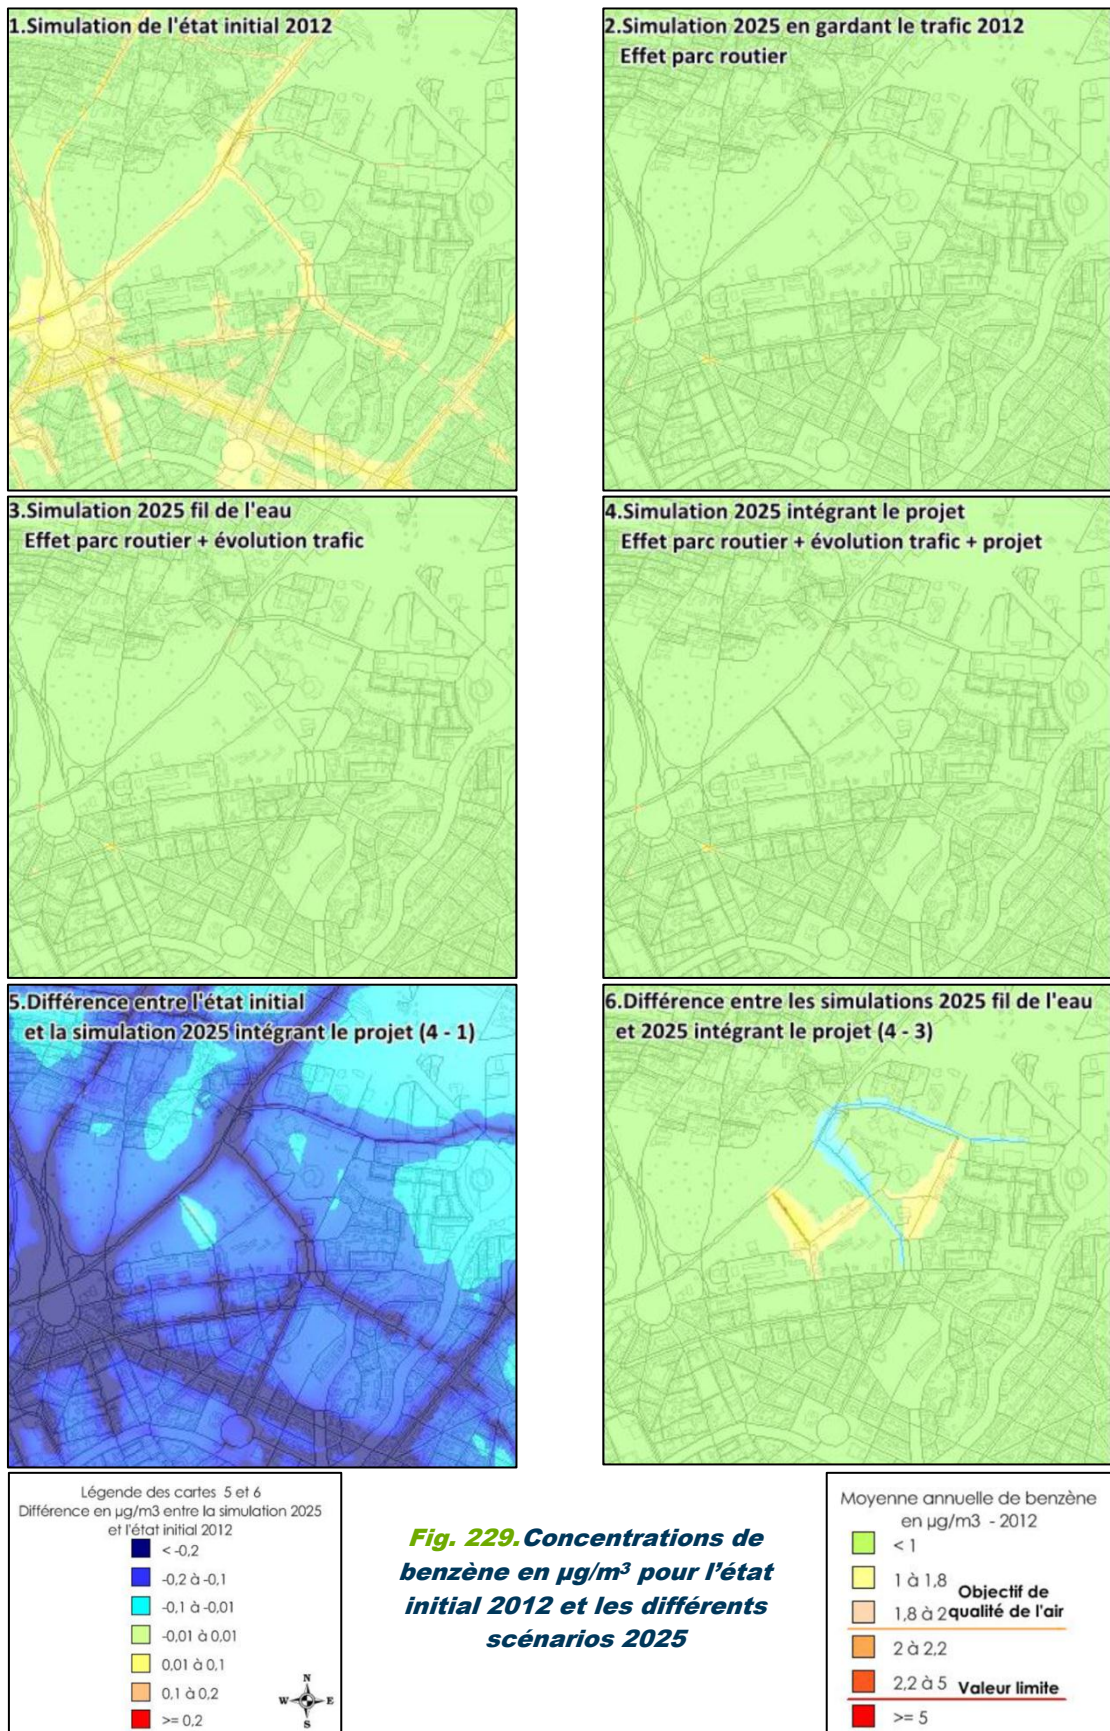 1.Simulation de l'état initial 2012
2.Simulation 2025 en gardant le trafic 2012
Effet parc routier
3.Simulation 2025 fil de l'eau
Effet parc routier + évolution trafic
4.Simulation 2025 intégrant le projet
Effet parc routier + évolution trafic + projet
5.Différence entre l'état initial
et la simulation 2025 intégrant le projet (4 - 1)
6.Différence entre les simulations 2025 fil de l'eau
et 2025 intégrant le projet (4 - 3)
Légende des cartes 5 et 6
Différence en µg/m3 entre la simulation 2025
et l'état initial 2012
< -0,2
-0,2 à -0,1
-0,1 à -0,01
-0,01 à 0,01
0,01 à 0,1
0,1 à 0,2
>= 0,2
N
W E
S
Fig. 229.Concentrations de
benzène en µg/m³ pour l'état
initial 2012 et les différents
scénarios 2025
Moyenne annuelle de benzène
en µg/m3 - 2012
< 1
1 à 1,8
Objectif de
1,8 à 2 qualité de l'air
2 à 2,2
2,2 à 5 Valeur limite
>= 5